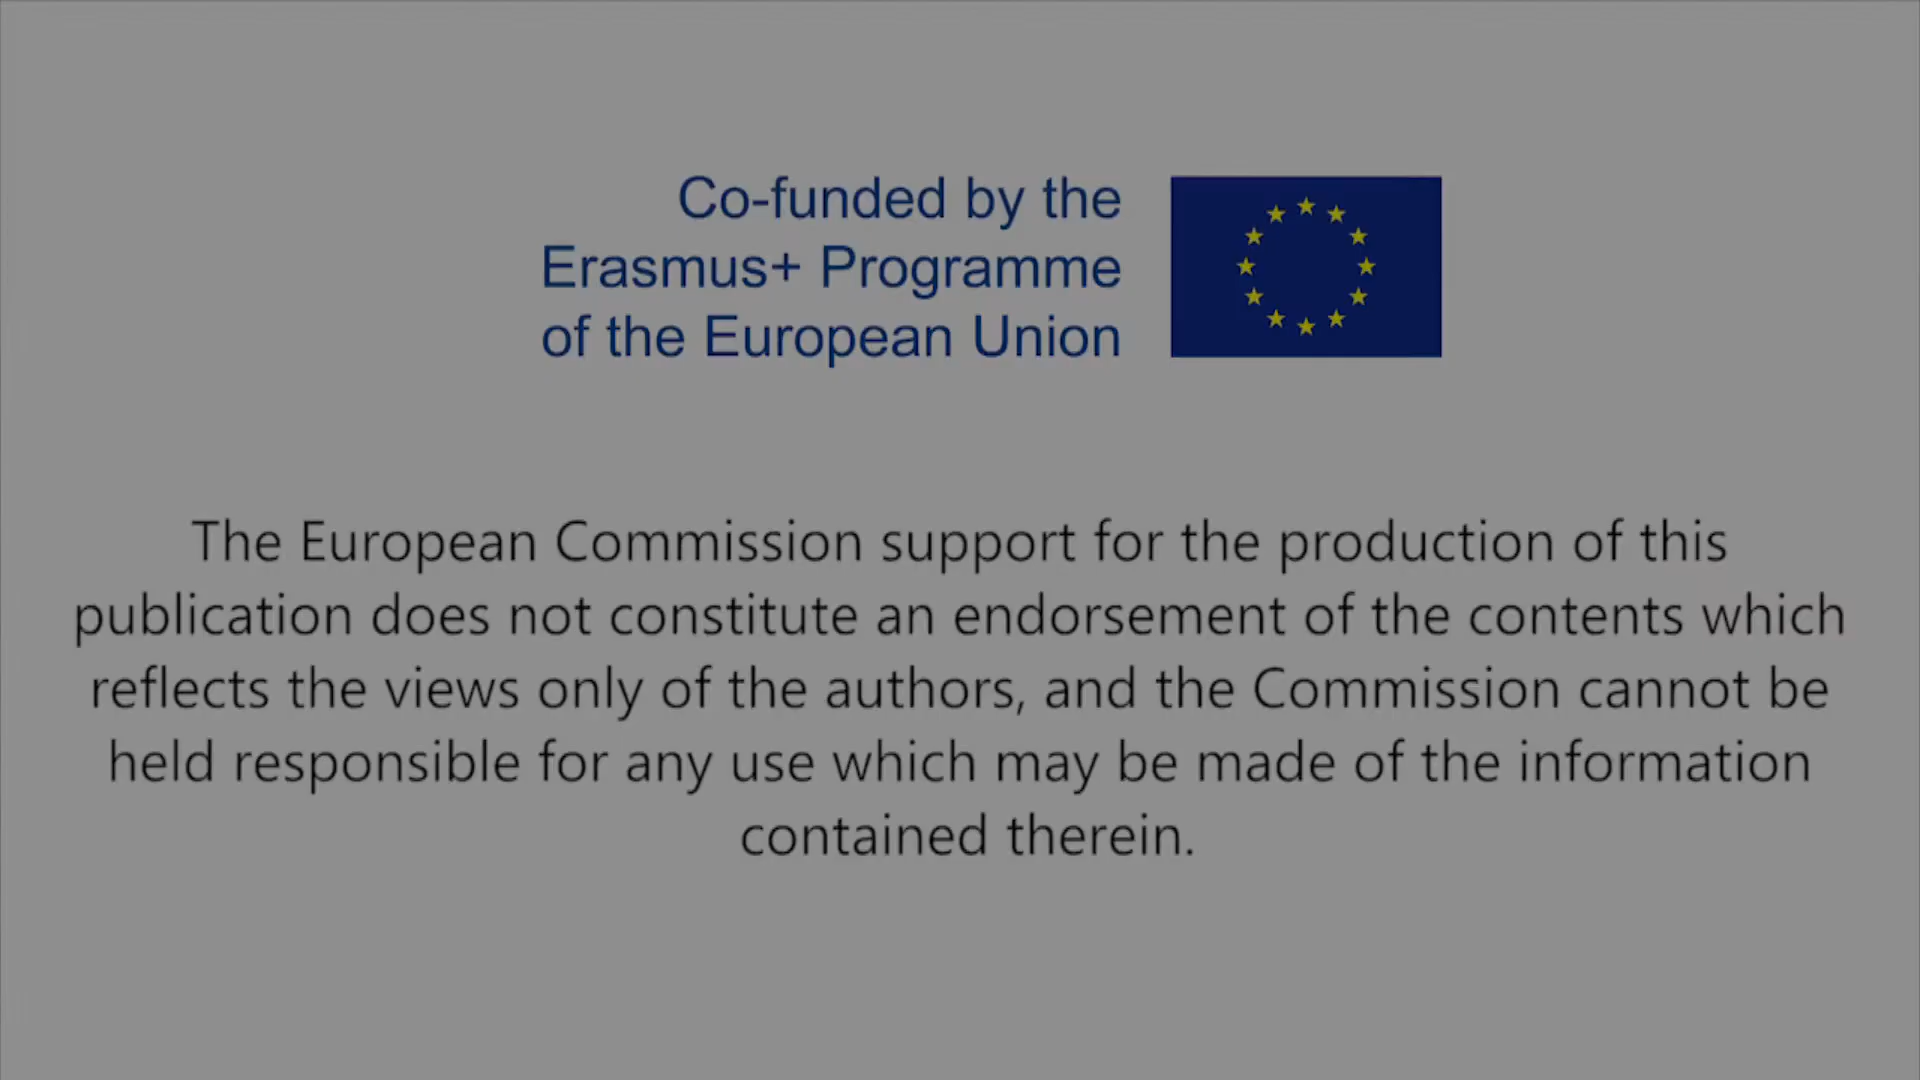 Co-funded by the
Erasmus+ Programme
of the European Union
The European Commission support for the production of this
publication does not constitute an endorsement of the contents which
reflects the views only of the authors, and the Commission cannot be
held responsible for any use which may be made of the information
contained therein.